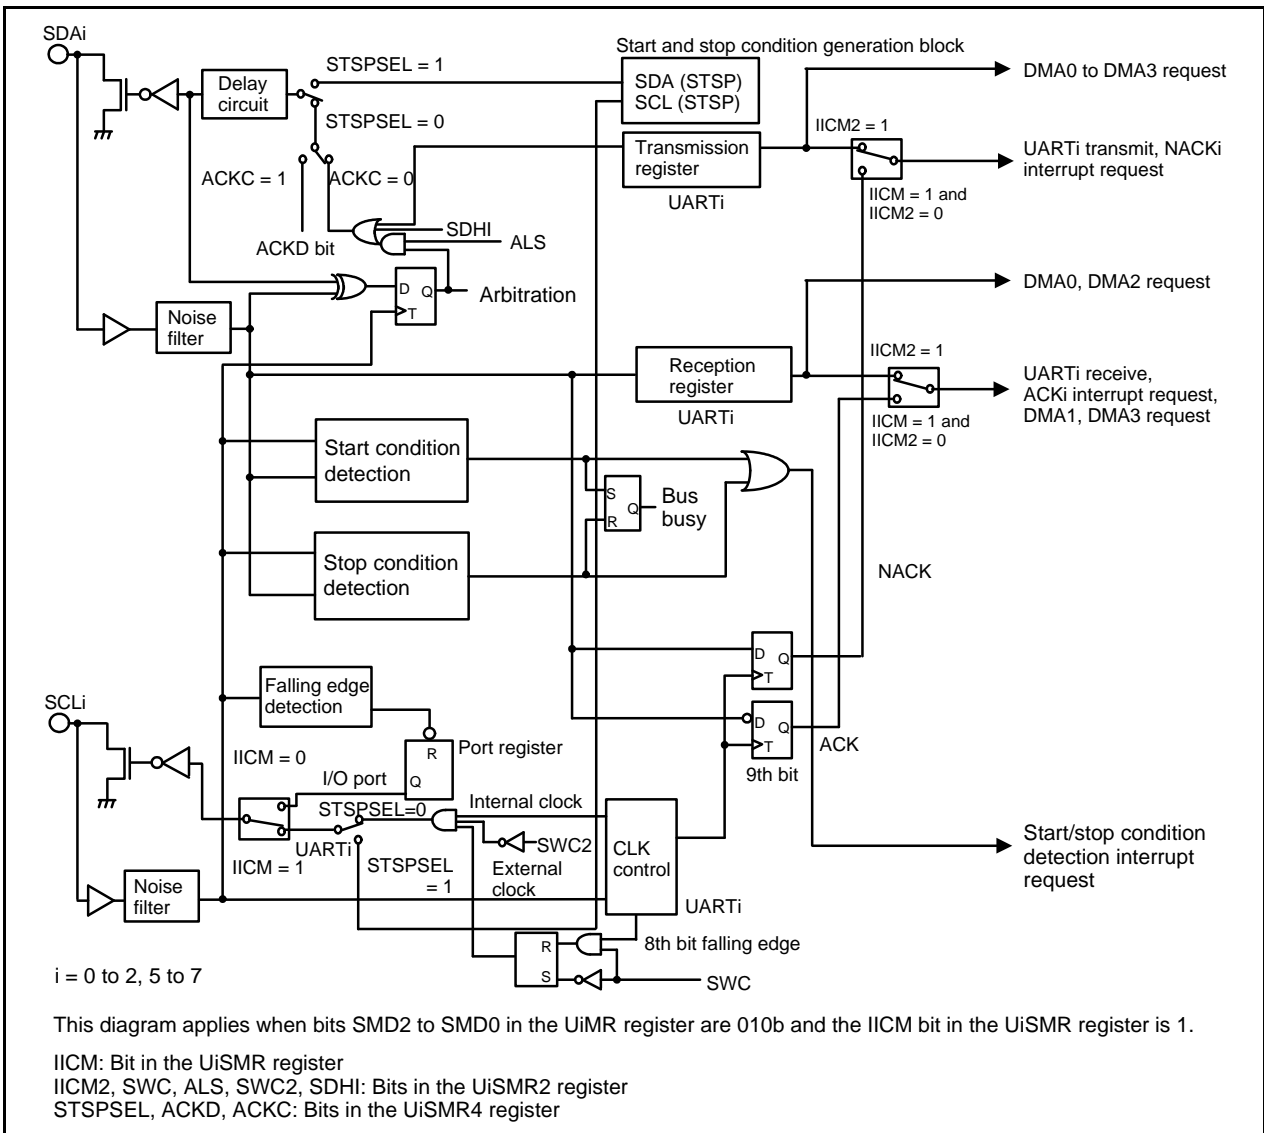 SDAi
Start and stop condition generation block
STSPSEL = 1
Delay
circuit
SDA (STSP)
SCL (STSP)
DMA0 to DMA3 request
STSPSEL = 0
IICM2 = 1
Transmission
register
UARTi
UARTi transmit, NACKi
interrupt request
ACKC = 1
ACKC = 0
IICM = 1 and
IICM2 = 0
SDHI
ALS
ACKD bit
D
Q
T
Arbitration
DMA0, DMA2 request
Noise
filter
IICM2 = 1
Reception
register
UARTi
UARTi receive,
ACKi interrupt request,
DMA1, DMA3 request
IICM = 1 and
IICM2 = 0
Start condition
detection
S
Q
R
Bus
busy
Stop condition
detection
NACK
D
Q
T
Falling edge
detection
SCLi
D
Q
T
ACK
9th bit
R
Q
Port register
IICM = 0
I/O port
Internal clock
STSPSEL=0
UARTi
SWC2
CLK
control
IICM = 1
STSPSEL
= 1
External
clock
UARTi
Start/stop condition
detection interrupt
request
Noise
filter
R
S
8th bit falling edge
SWC
i = 0 to 2, 5 to 7
This diagram applies when bits SMD2 to SMD0 in the UiMR register are 010b and the IICM bit in the UiSMR register is 1.
IICM: Bit in the UiSMR register
IICM2, SWC, ALS, SWC2, SDHI: Bits in the UiSMR2 register
STSPSEL, ACKD, ACKC: Bits in the UiSMR4 register